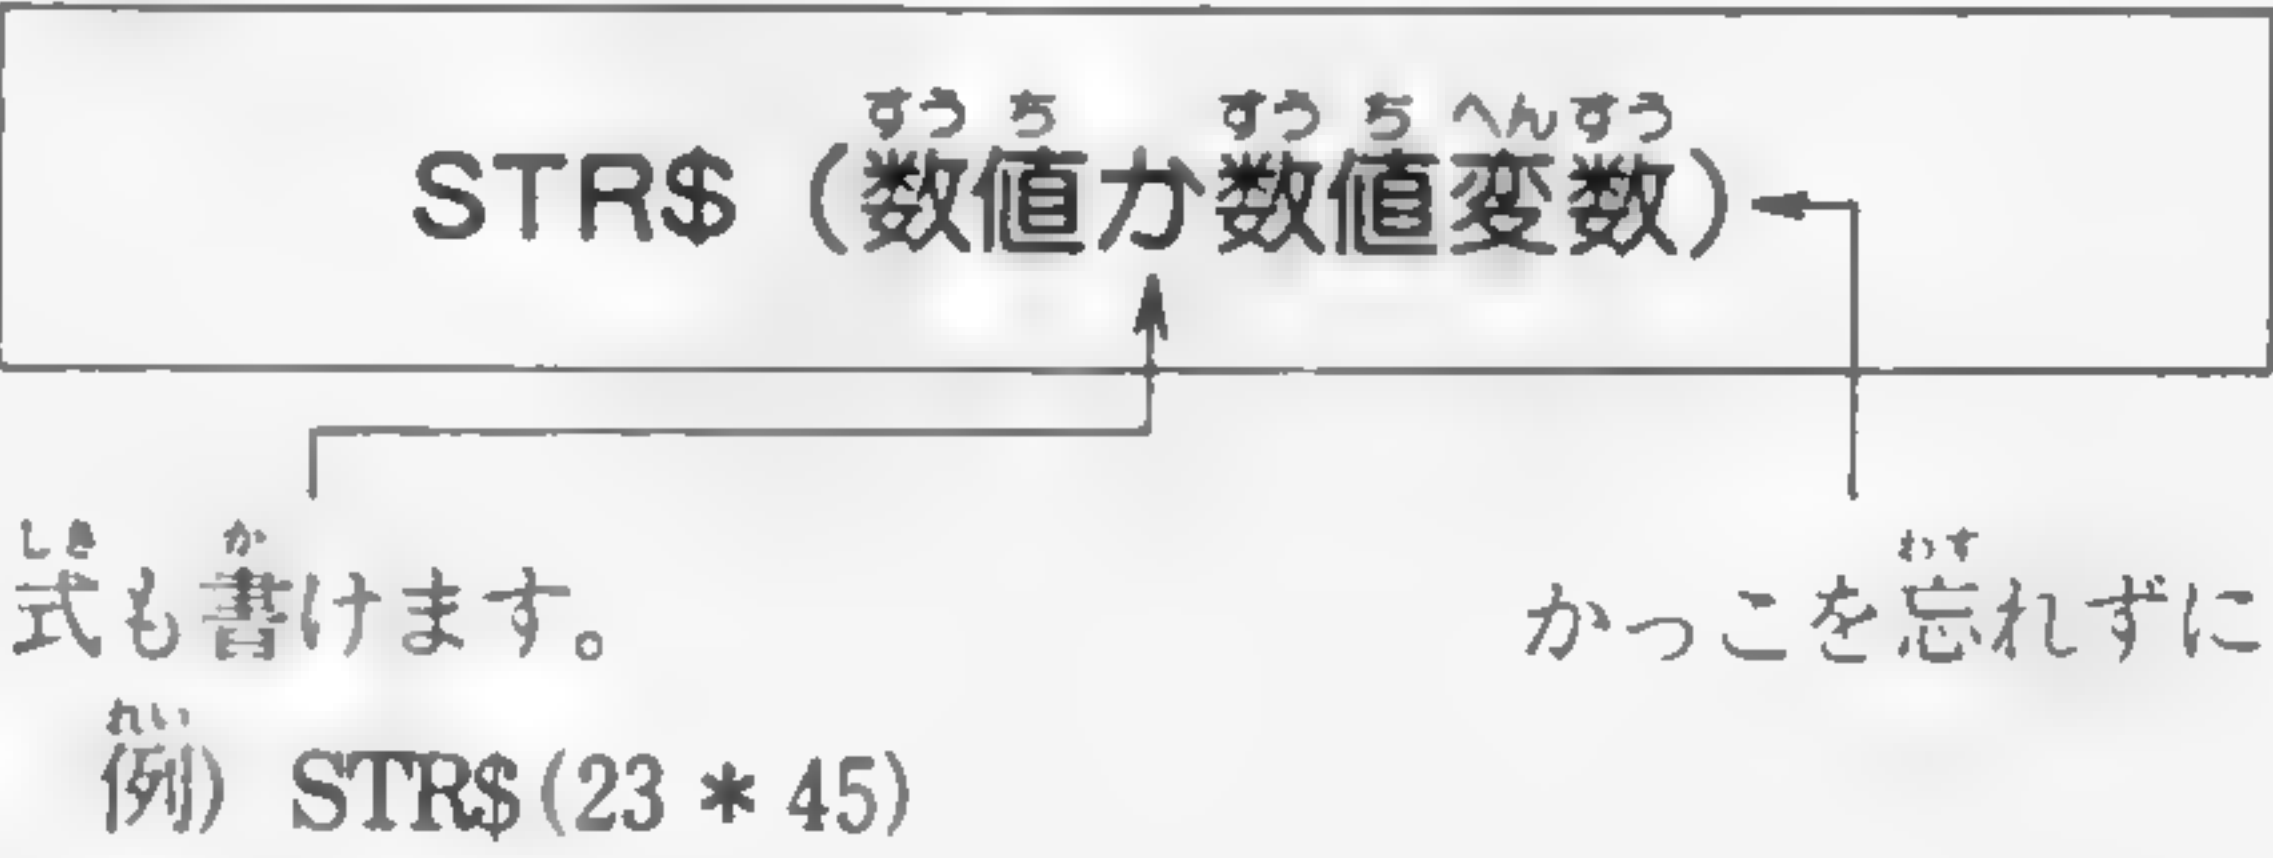 すう ち すう ち へん すう
STR$ (数値か数値変数)
しき か
式も書けます。
わす
かっこを忘れずに
れい
例) STR$(23 * 45)